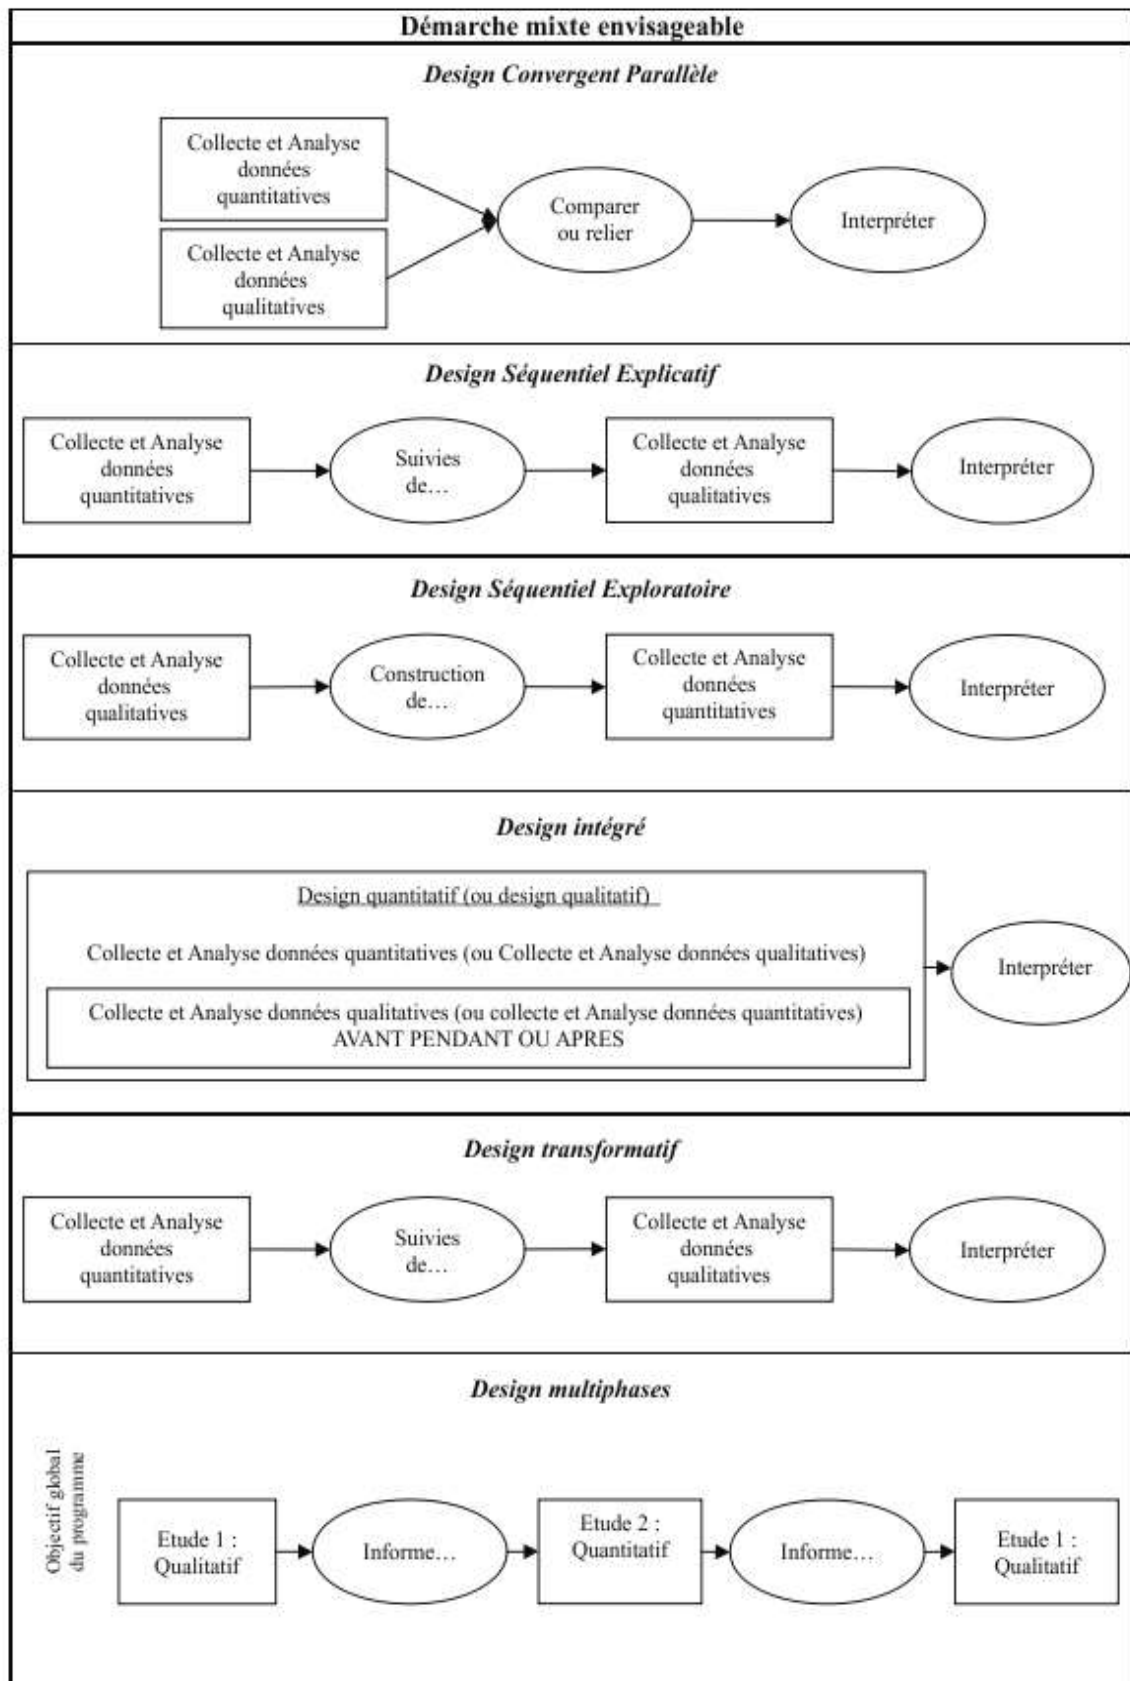 Démarche mixte envisageable
Design Convergent Parallèle
Collecte et Analyse
données
quantitatives
Collecte et Analyse
données
qualitatives
Comparer
ou relier
Interpréter
Design Séquentiel Explicatif
Collecte et Analyse
données
quantitatives
Suivies
de…
Collecte et Analyse
données
qualitatives
Interpréter
Design Séquentiel Exploratoire
Collecte et Analyse
données
qualitatives
Construction
de…
Collecte et Analyse
données
quantitatives
Interpréter
Design intégré
Design quantitatif (ou design qualitatif)
Collecte et Analyse données quantitatives (ou Collecte et Analyse données qualitatives)
Collecte et Analyse données qualitatives (ou collecte et Analyse données quantitatives)
AVANT PENDANT OU APRES
Interpréter
Design transformatif
Collecte et Analyse
données
quantitatives
Suivies
de…
Collecte et Analyse
données
qualitatives
Interpréter
Design multiphases
Objectif global
du programme
Etude 1 :
Qualitatif
Informe…
Etude 2 :
Quantitatif
Informe…
Etude 1 :
Qualitatif